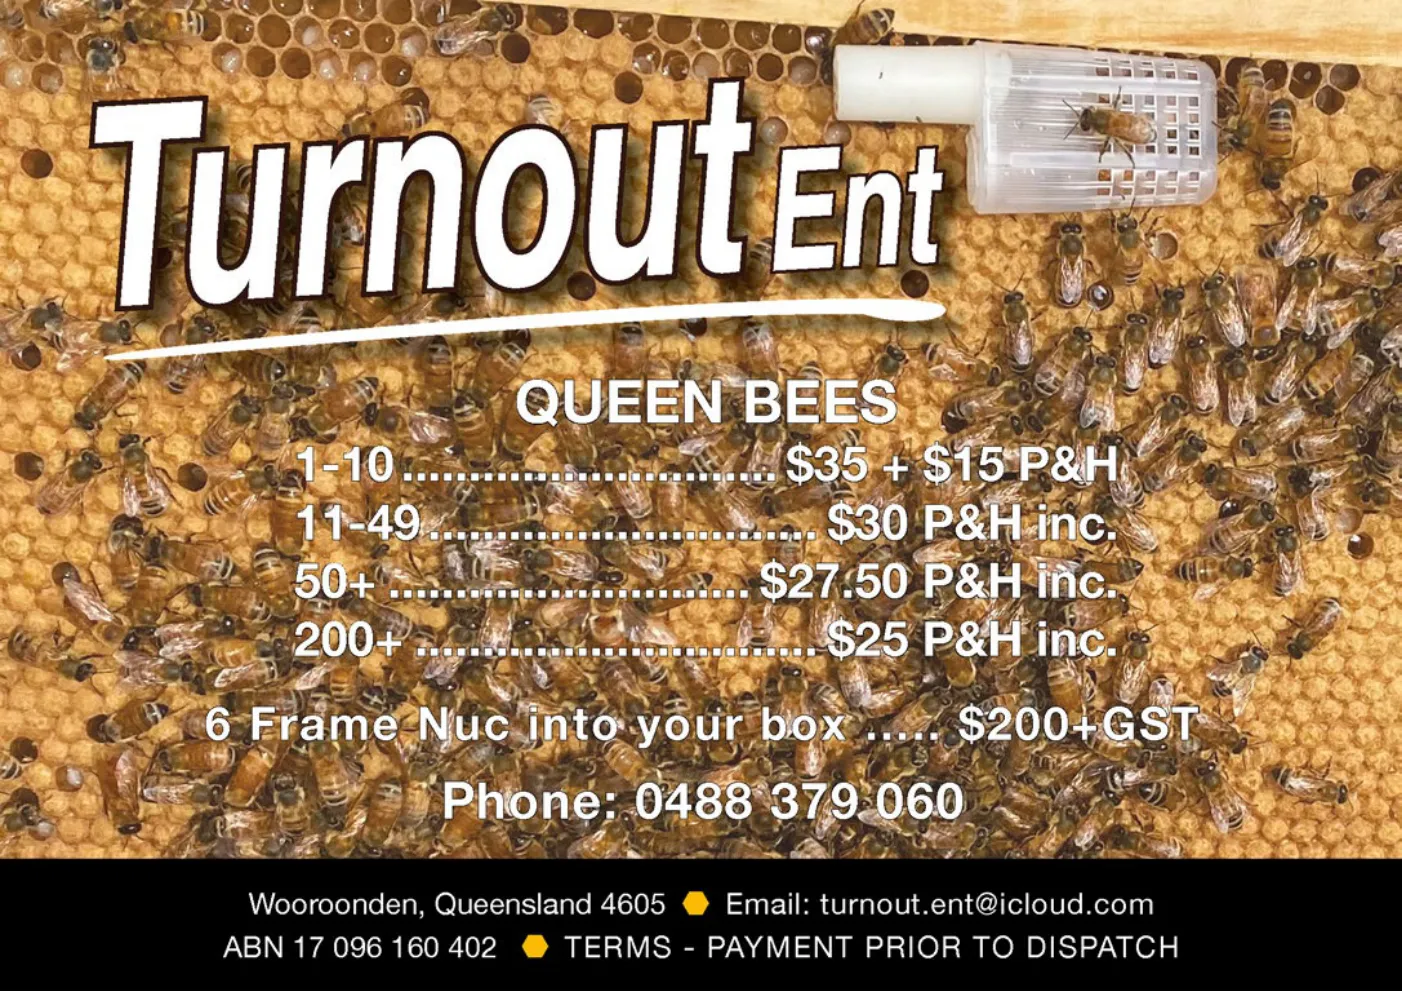 Turnout Ent
QUEEN BEES
1-10 ............................ $35 + $15 P&H
11-49 ............................. $30 P&H inc.
50+ ........................... $27.50 P&H inc.
200+ .............................. $25 P&H inc.
6 Frame Nuc into your box ..... $200+GST
Phone: 0488 379 060
Wooroonden, Queensland 4605 Email: turnout.ent@icloud.com
ABN 17 096 160 402 TERMS - PAYMENT PRIOR TO DISPATCH